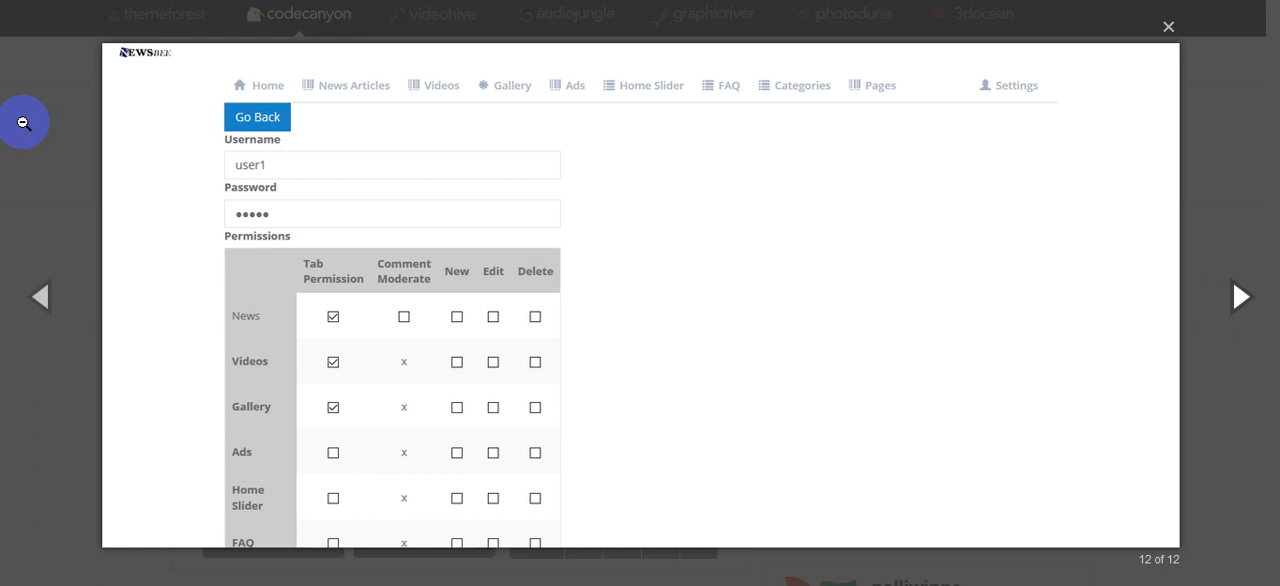 themeforest codecanyon videohive audiojungle graphicriver photodune 3docean
×
NEWSBEE
Home News Articles Videos Gallery Ads Home Slider FAQ Categories Pages Settings
Go Back
Username
user1
Password
•••••
Permissions
Tab Permission Comment Moderate New Edit Delete
News
Videos x
Gallery x
Ads x
Home Slider x
FAQ x
12 of 12